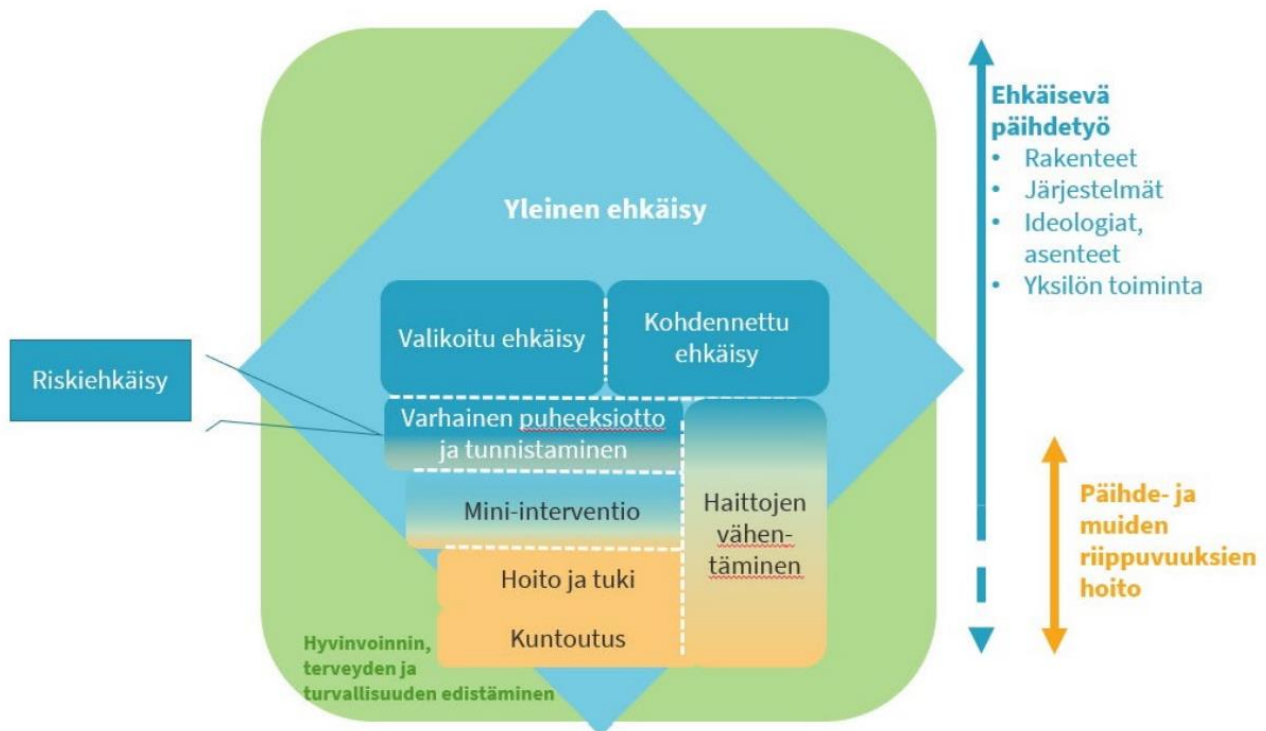 Yleinen ehkäisy
Valikoitu ehkäisy
Kohdennettu
ehkäisy
Riskiehkäisy
Varhainen puheeksiotto
ja tunnistaminen
Mini-interventio
Haittojen
vähen-
täminen
Hoito ja tuki
Kuntoutus
Hyvinvoinnin,
terveyden ja
turvallisuuden edistäminen
Ehkäisevä
päihdetyö
• Rakenteet
• Järjestelmät
• Ideologiat,
asenteet
• Yksilön toiminta
Päihde- ja
muiden
riippuvuuksien
hoito